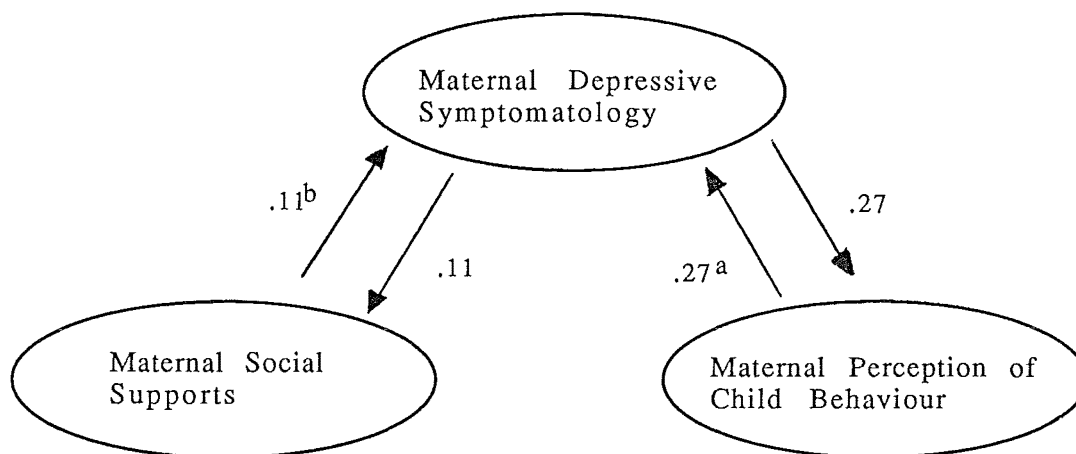 Maternal Depressive
Symptomatology
.11ᵇ
.27
.11
.27ᵃ
Maternal Social
Supports
Maternal Perception of
Child Behaviour